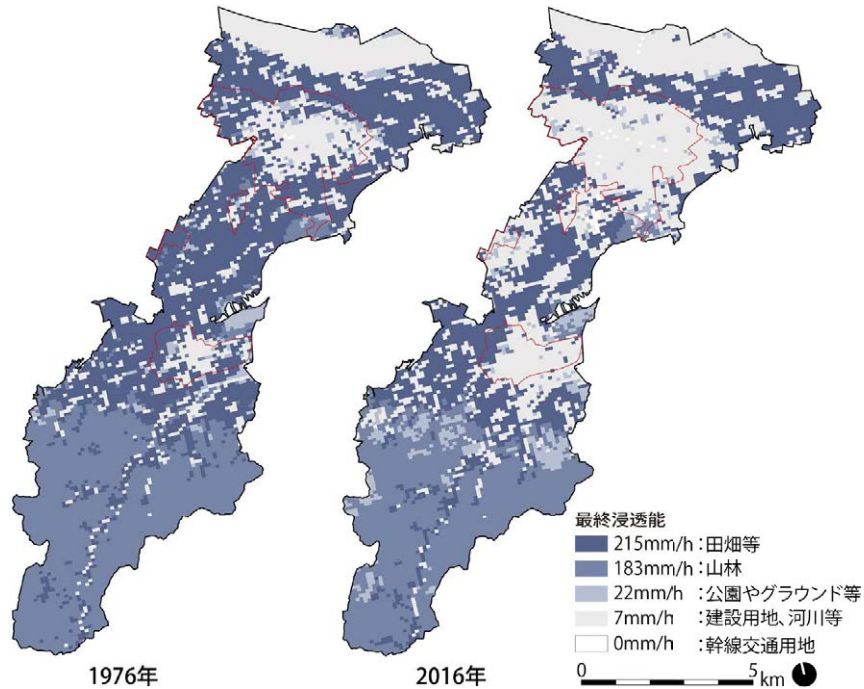 最終浸透能
215mm/h:田畑等
183mm/h:山林
22mm/h :公園やグラウンド等
7mm/h :建設用地、河川等
0mm/h :幹線交通用地
1976年
2016年
0 5 km